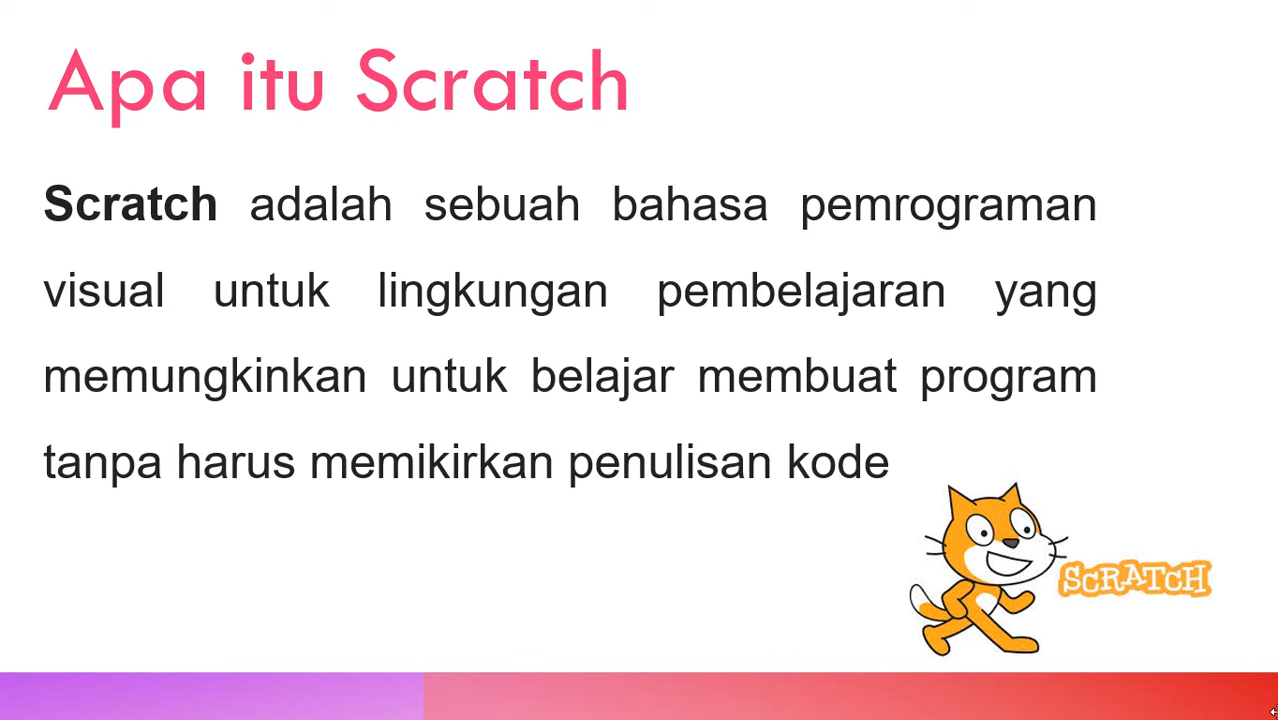 Apa itu Scratch
Scratch adalah sebuah bahasa pemrograman
visual untuk lingkungan pembelajaran yang
memungkinkan untuk belajar membuat program
tanpa harus memikirkan penulisan kode
SCRATCH